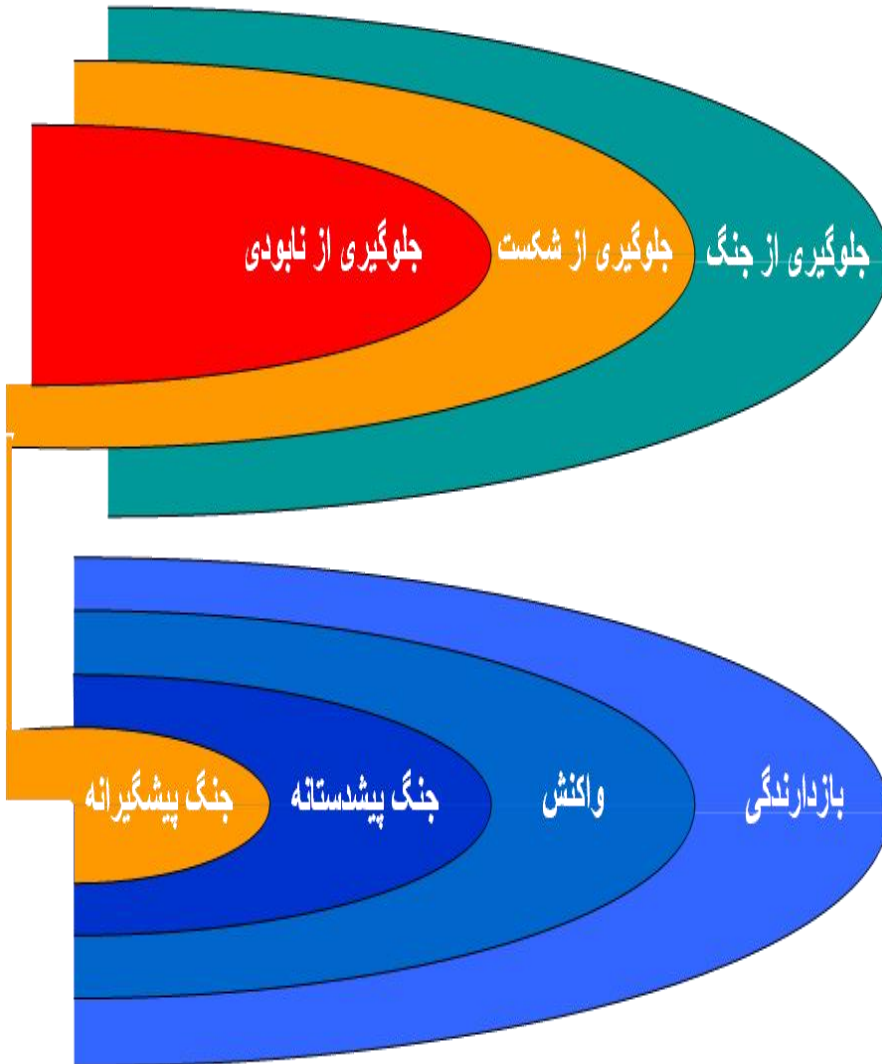 جلوگیری از جنگ
جلوگیری از شکست
جلوگیری از نابودی
بازدارندگی
واکنش
جنگ پیشدستانه
جنگ پیشگیرانه